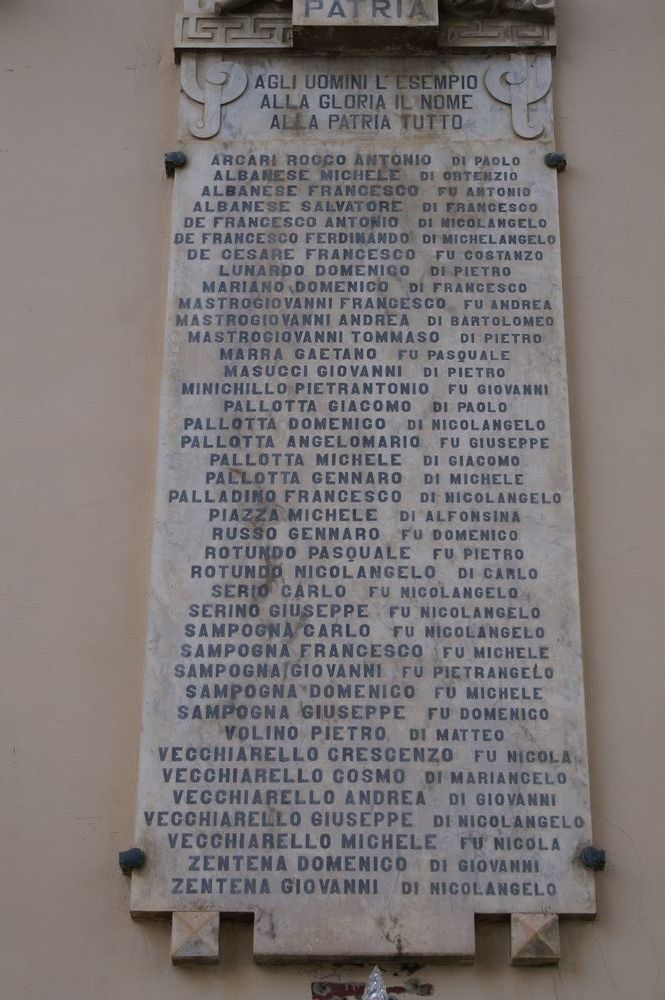 PATRIA
AGLI UOMINI L'ESEMPIO
ALLA GLORIA IL NOME
ALLA PATRIA TUTTO
ARCARI ROCCO ANTONIO DI PAOLO
ALBANESE MICHELE DI ORTENZIO
ALBANESE FRANCESCO FU ANTONIO
ALBANESE SALVATORE DI FRANCESCO
DE FRANCESCO ANTONIO DI NICOLANGELO
DE FRANCESCO FERDINANDO DI MICHELANGELO
DE CESARE FRANCESCO FU COSTANZO
LUNARDO DOMENICO DI PIETRO
MARIANO DOMENICO DI FRANCESCO
MASTROGIOVANNI FRANCESCO FU ANDREA
MASTROGIOVANNI ANDREA DI BARTOLOMEO
MASTROGIOVANNI TOMMASO DI PIETRO
MARRA GAETANO FU PASQUALE
MASUCCI GIOVANNI DI PIETRO
MINICHILLO PIETRANTONIO FU GIOVANNI
PALLOTTA GIACOMO DI PAOLO
PALLOTTA DOMENICO DI NICOLANGELO
PALLOTTA ANGELOMARIO FU GIUSEPPE
PALLOTTA MICHELE DI GIACOMO
PALLOTTA GENNARO DI MICHELE
PALLADINO FRANCESCO DI NICOLANGELO
PIAZZA MICHELE DI ALFONSINA
RUSSO GENNARO FU DOMENICO
ROTUNDO PASQUALE FU PIETRO
ROTUNDO NICOLANGELO DI CARLO
SERIO CARLO FU NICOLANGELO
SERINO GIUSEPPE FU NICOLANGELO
SAMPOGNA CARLO FU NICOLANGELO
SAMPOGNA FRANCESCO FU MICHELE
SAMPOGNA GIOVANNI FU PIETRANGELO
SAMPOGNA DOMENICO FU MICHELE
SAMPOGNA GIUSEPPE FU DOMENICO
VOLINO PIETRO DI MATTEO
VECCHIARELLO CRESCENZO FU NICOLA
VECCHIARELLO COSMO DI MARIANGELO
VECCHIARELLO ANDREA DI GIOVANNI
VECCHIARELLO GIUSEPPE DI NICOLANGELO
VECCHIARELLO MICHELE FU NICOLA
ZENTENA DOMENICO DI GIOVANNI
ZENTENA GIOVANNI DI NICOLANGELO